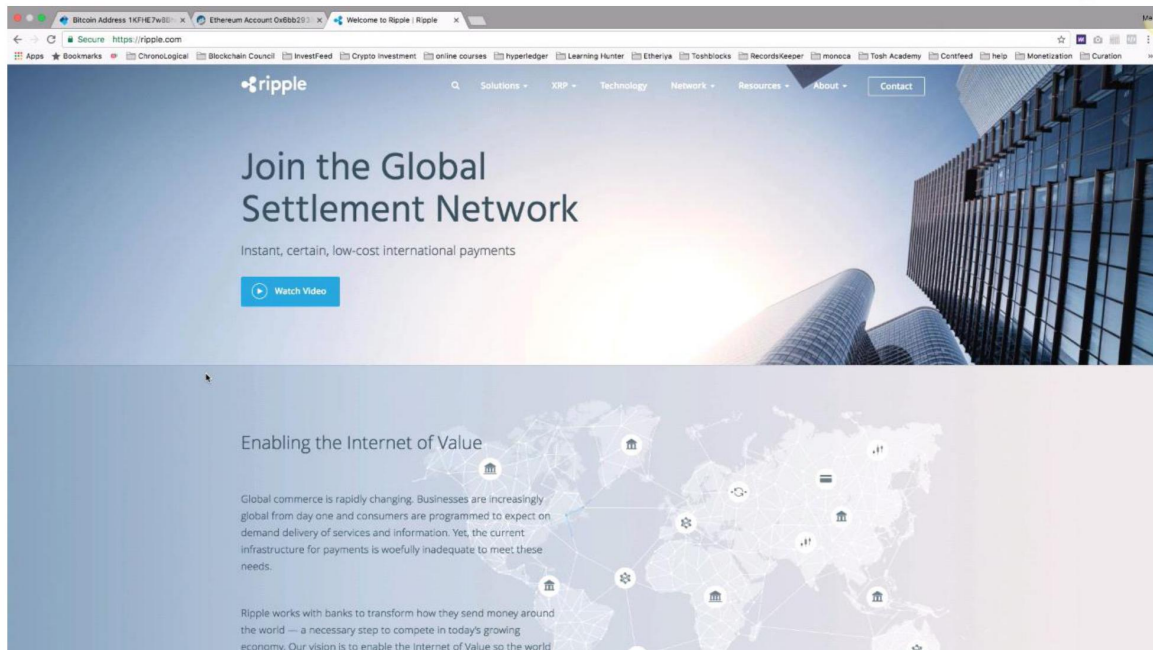 Bitcoin Address 1KFHE7w8
Ethereum Account 0x6bb293
Welcome to Ripple | Ripple
Secure https://ripple.com
Apps Bookmarks ChronoLogical Blockchain Council InvestFeed Crypto Investment online courses hyperledger Learning Hunter Etheriya Toshblocks RecordsKeeper monoca Tosh Academy Contfeed help Monetization Curation
ripple Solutions XRP Technology Network Resources About Contact
Join the Global
Settlement Network
Instant, certain, low-cost international payments
Watch Video
Enabling the Internet of Value
Global commerce is rapidly changing. Businesses are increasingly
global from day one and consumers are programmed to expect on
demand delivery of services and information. Yet, the current
infrastructure for payments is woefully inadequate to meet these
needs.
Ripple works with banks to transform how they send money around
the world — a necessary step to compete in today's growing
economy. Our vision is to enable the Internet of Value so the world